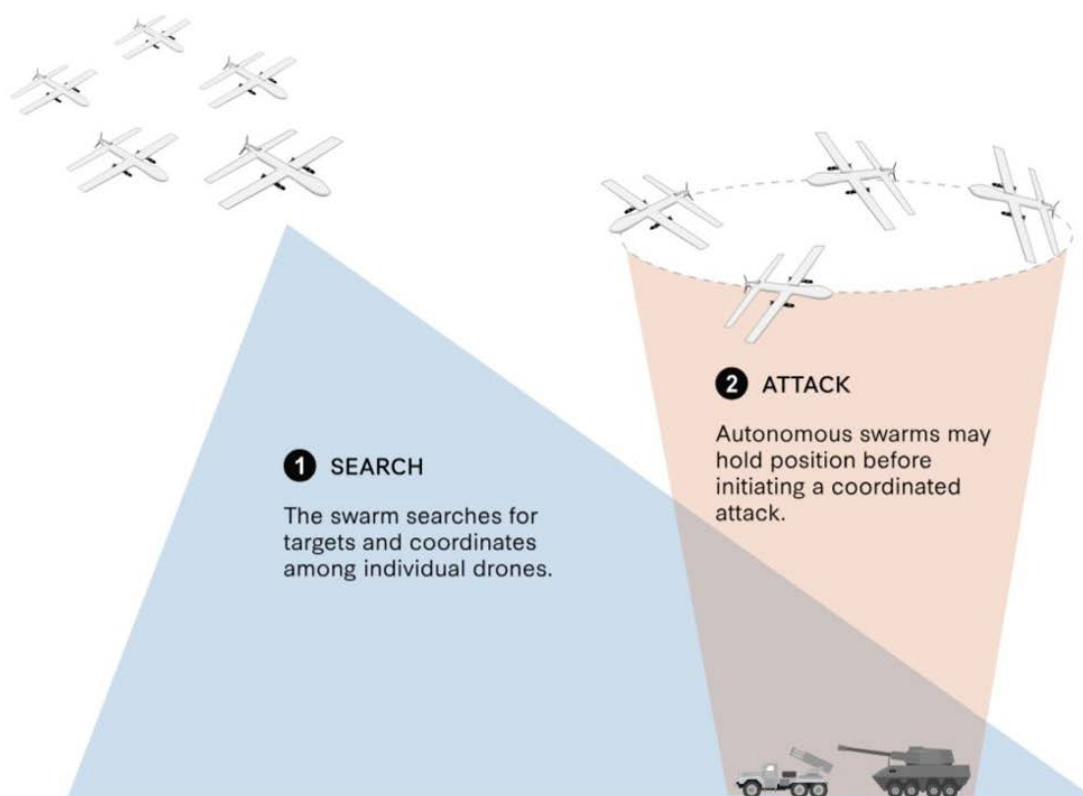 1 SEARCH
The swarm searches for
targets and coordinates
among individual drones.
2 ATTACK
Autonomous swarms may
hold position before
initiating a coordinated
attack.